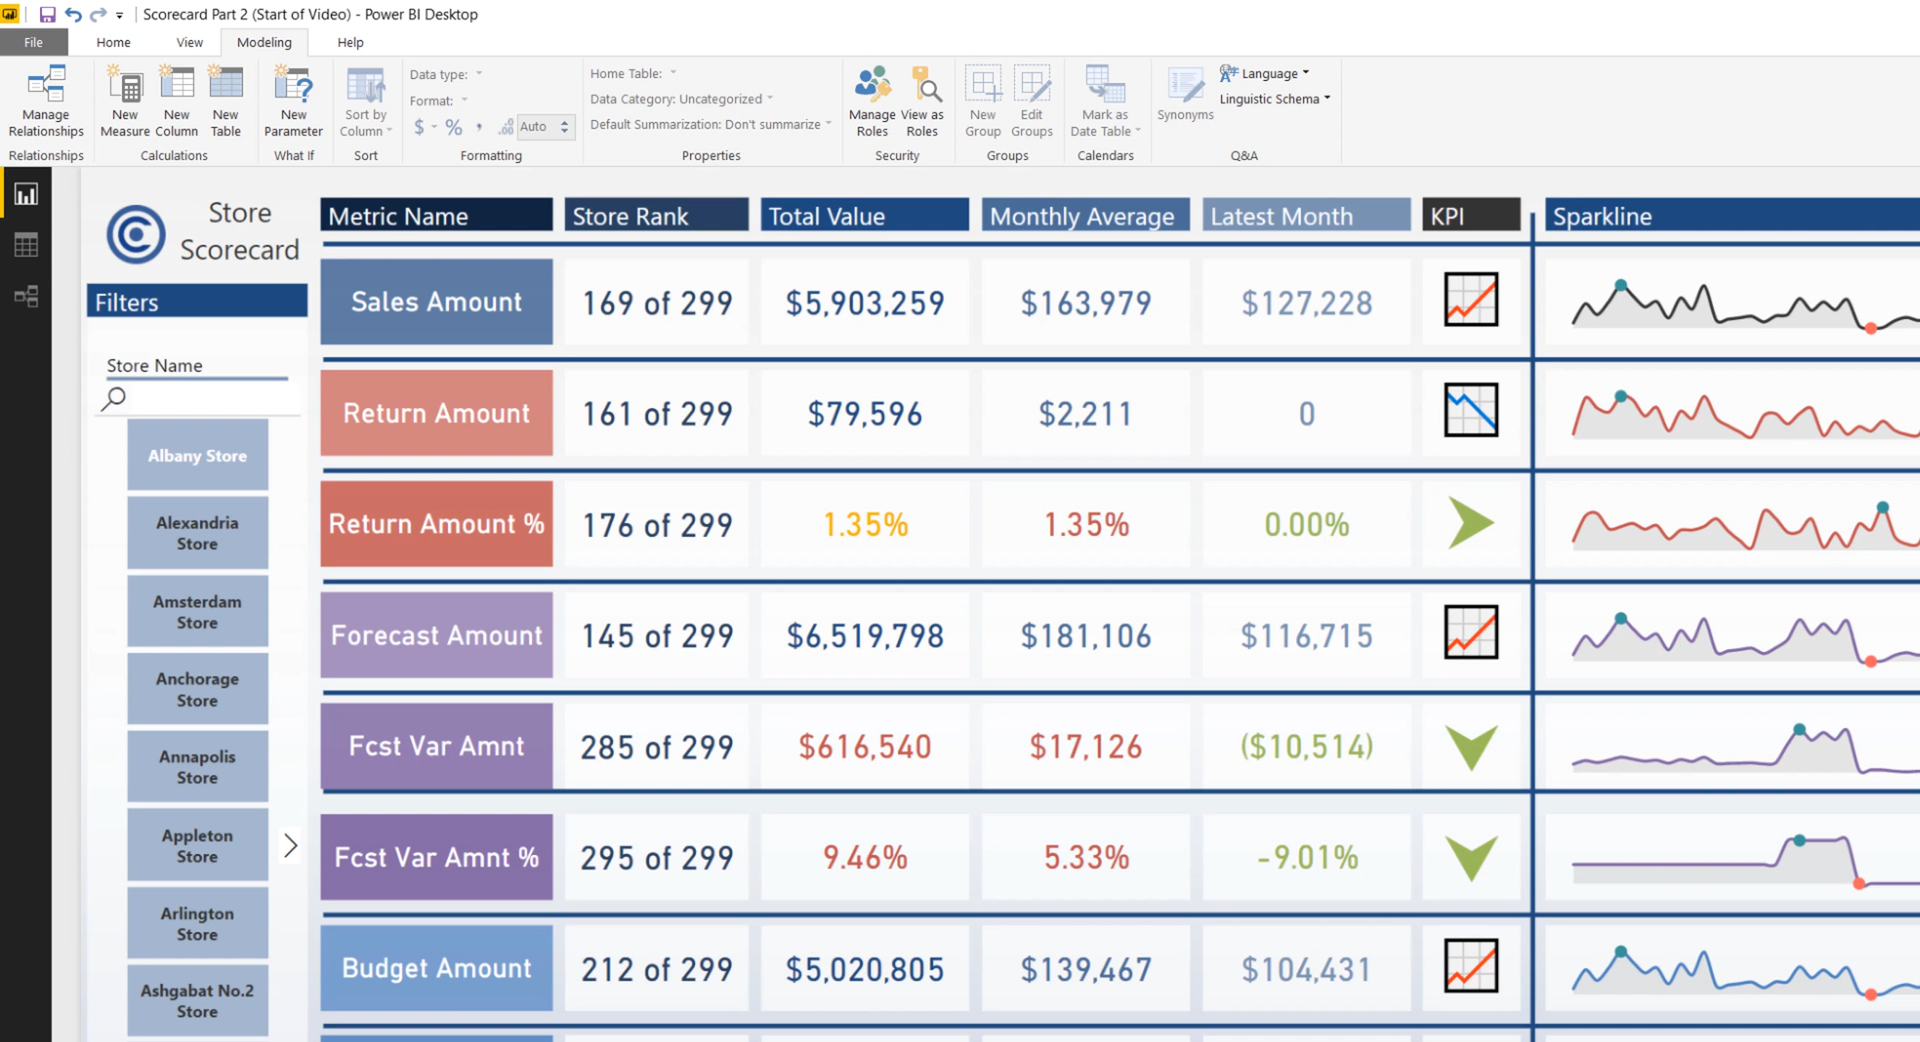 Scorecard Part 2 (Start of Video) - Power BI Desktop
File Home View Modeling Help
Manage Relationships
New Measure
New Column
New Table
New Parameter
Sort by Column
Data type:
Format:
$ % , .00 Auto
Home Table:
Data Category: Uncategorized
Default Summarization: Don't summarize
Manage Roles
View as Roles
New Group
Edit Groups
Mark as Date Table
Synonyms
Language
Linguistic Schema
Relationships Calculations What If Sort Formatting Properties Security Groups Calendars Q&A
Store Scorecard
Filters
Store Name
Albany Store
Alexandria Store
Amsterdam Store
Anchorage Store
Annapolis Store
Appleton Store
Arlington Store
Ashgabat No.2 Store
Metric Name Store Rank Total Value Monthly Average Latest Month KPI Sparkline
Sales Amount 169 of 299 $5,903,259 $163,979 $127,228
Return Amount 161 of 299 $79,596 $2,211 0
Return Amount % 176 of 299 1.35% 1.35% 0.00%
Forecast Amount 145 of 299 $6,519,798 $181,106 $116,715
Fcst Var Amnt 285 of 299 $616,540 $17,126 ($10,514)
Fcst Var Amnt % 295 of 299 9.46% 5.33% -9.01%
Budget Amount 212 of 299 $5,020,805 $139,467 $104,431